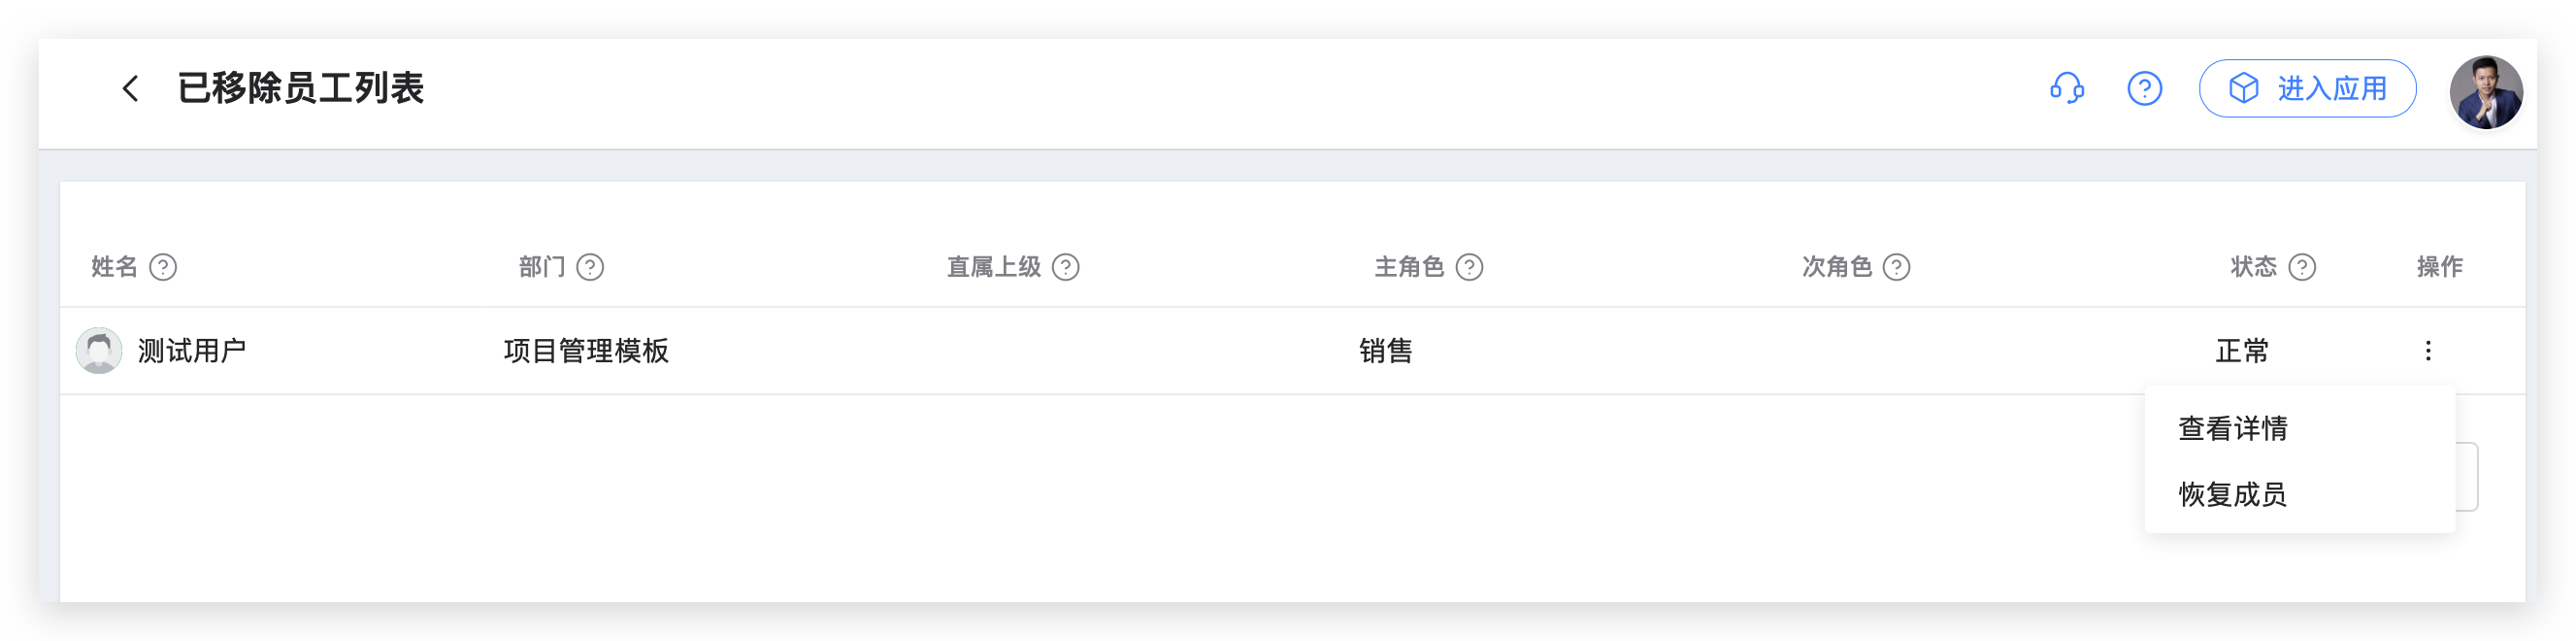 已移除员工列表
进入应用
姓名 部门 直属上级 主角色 次角色 状态 操作
测试用户 项目管理模板 销售 正常
查看详情
恢复成员